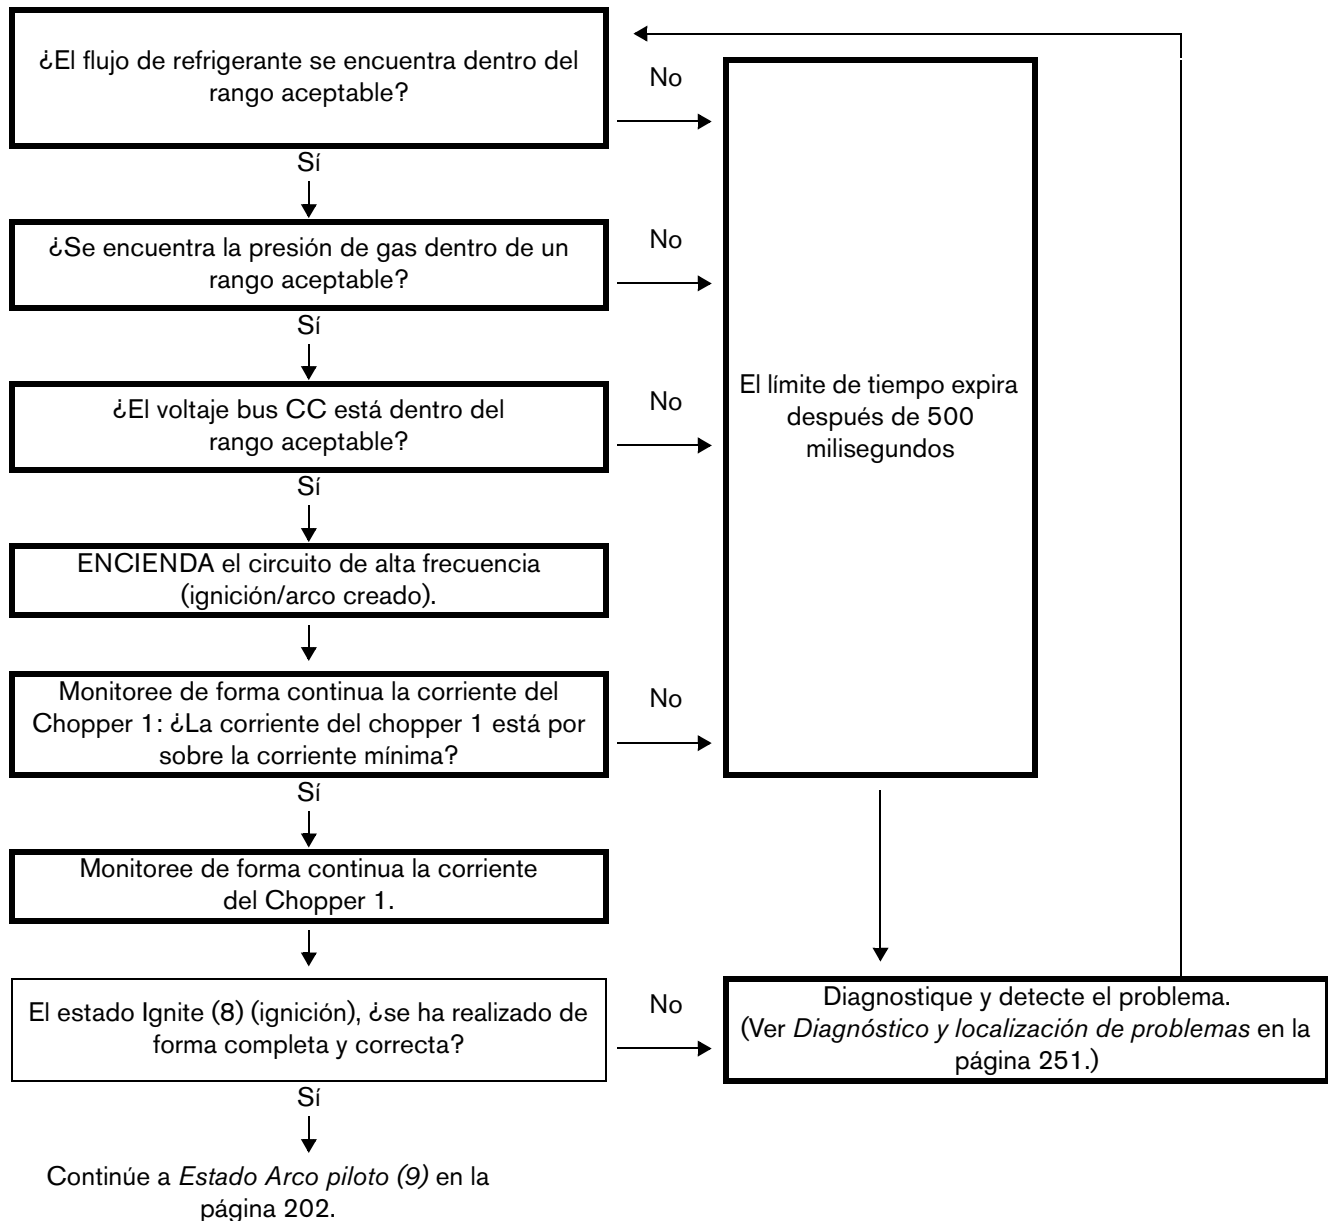 ¿El flujo de refrigerante se encuentra dentro del
rango aceptable?
No
Sí
¿Se encuentra la presión de gas dentro de un
rango aceptable?
No
Sí
¿El voltaje bus CC está dentro del
rango aceptable?
No
El límite de tiempo expira
después de 500
milisegundos
Sí
ENCIENDA el circuito de alta frecuencia
(ignición/arco creado).
Monitoree de forma continua la corriente del
Chopper 1: ¿La corriente del chopper 1 está por
sobre la corriente mínima?
No
Sí
Monitoree de forma continua la corriente
del Chopper 1.
El estado Ignite (8) (ignición), ¿se ha realizado de
forma completa y correcta?
No
Diagnostique y detecte el problema.
(Ver Diagnóstico y localización de problemas en la
página 251.)
Sí
Continúe a Estado Arco piloto (9) en la
página 202.